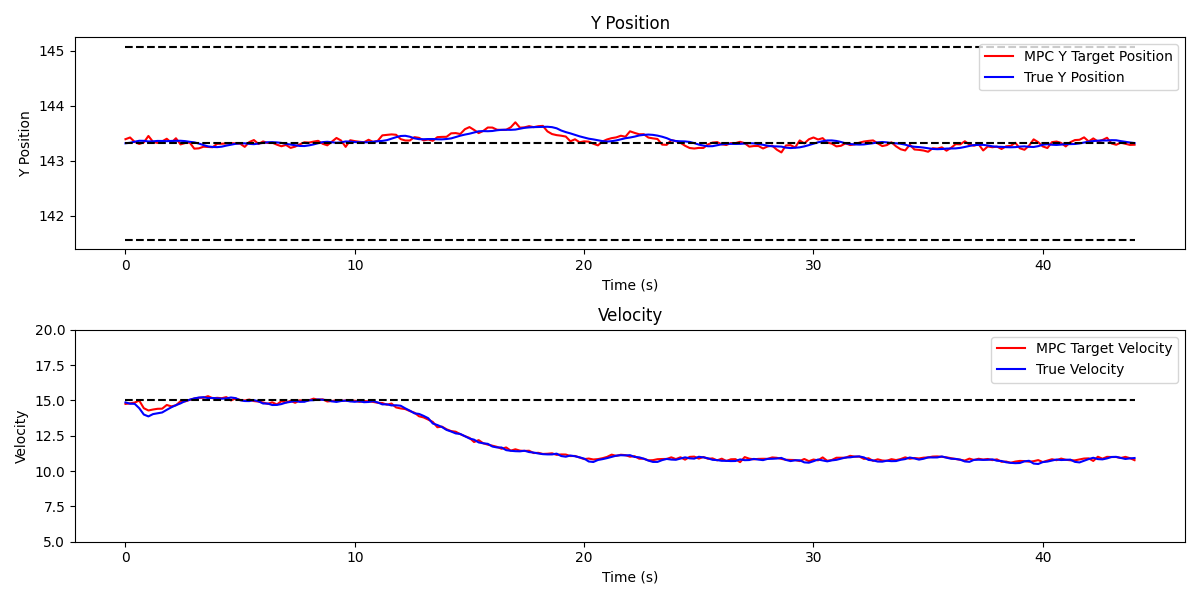 Y Position
145
144
143
142
Y Position
MPC Y Target Position
True Y Position
0 10 20 30 40
Time (s)
Velocity
20.0
17.5
15.0
12.5
10.0
7.5
5.0
Velocity
MPC Target Velocity
True Velocity
0 10 20 30 40
Time (s)